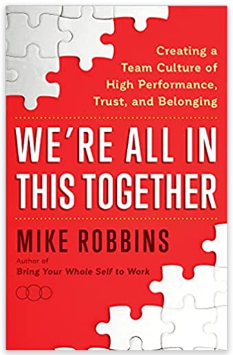 Creating a
Team Culture of
High Performance,
Trust, and Belonging
WE'RE ALL IN
THIS TOGETHER
MIKE ROBBINS
Author of
Bring Your Whole Self to Work